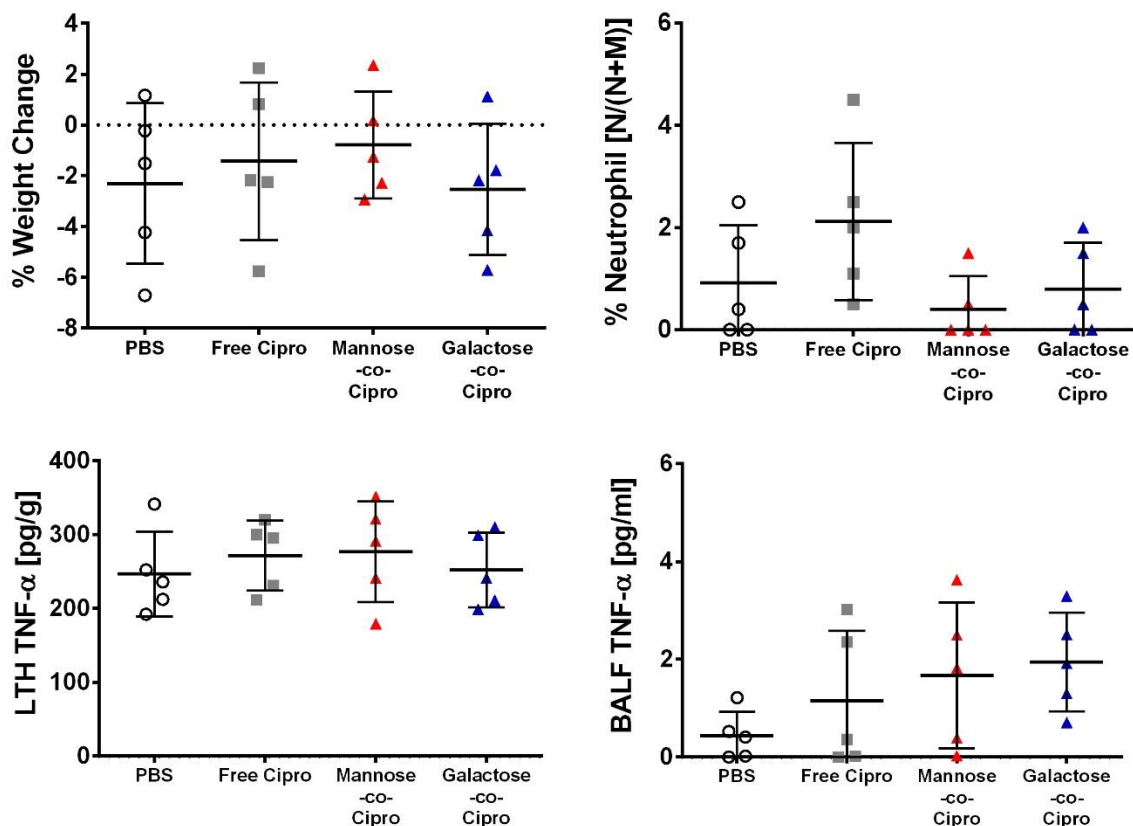 % Weight Change
4
2
0
-2
-4
-6
-8
PBS
Free Cipro
Mannose
-co-
Cipro
Galactose
-co-
Cipro
% Neutrophil [N/(N+M)]
6
4
2
0
PBS
Free Cipro
Mannose
-co-
Cipro
Galactose
-co-
Cipro
LTH TNF-α [pg/g]
400
300
200
100
0
PBS
Free Cipro
Mannose
-co-
Cipro
Galactose
-co-
Cipro
BALF TNF-α [pg/ml]
6
4
2
0
PBS
Free Cipro
Mannose
-co-
Cipro
Galactose
-co-
Cipro